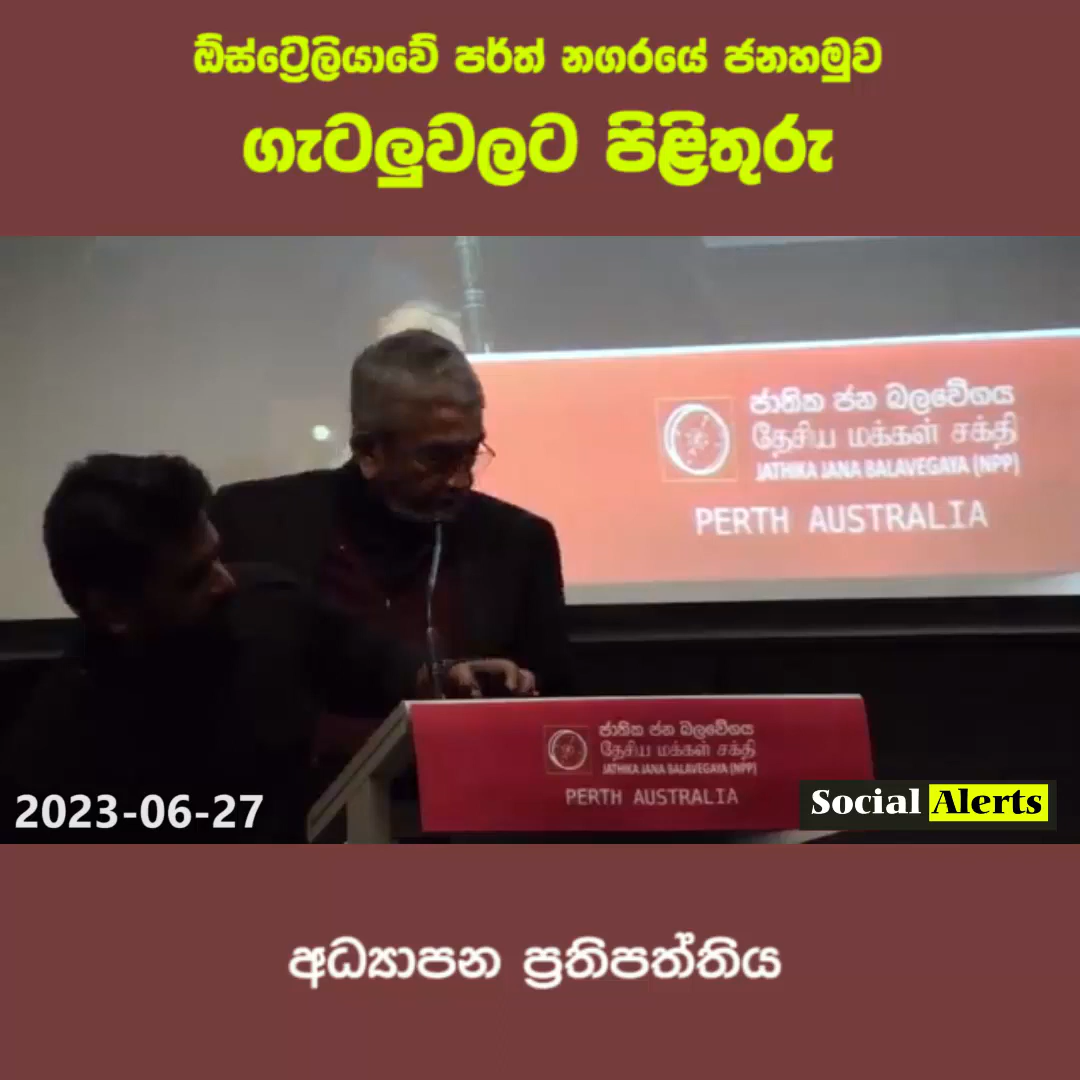 ඕස්ට්‍රේලියාවේ පර්ත් නගරයේ ජනහමුව
ගැටලුවලට පිළිතුරු
ජාතික ජන බලවේගය
தேசிய மக்கள் சக்தி
JATHIKA JANA BALAVEGAYA (NPP)
PERTH AUSTRALIA
ජාතික ජන බලවේගය
தேசிய மக்கள் சக்தி
JATHIKA JANA BALAVEGAYA (NPP)
PERTH AUSTRALIA
2023-06-27
Social Alerts
අධ්‍යාපන ප්‍රතිපත්තිය